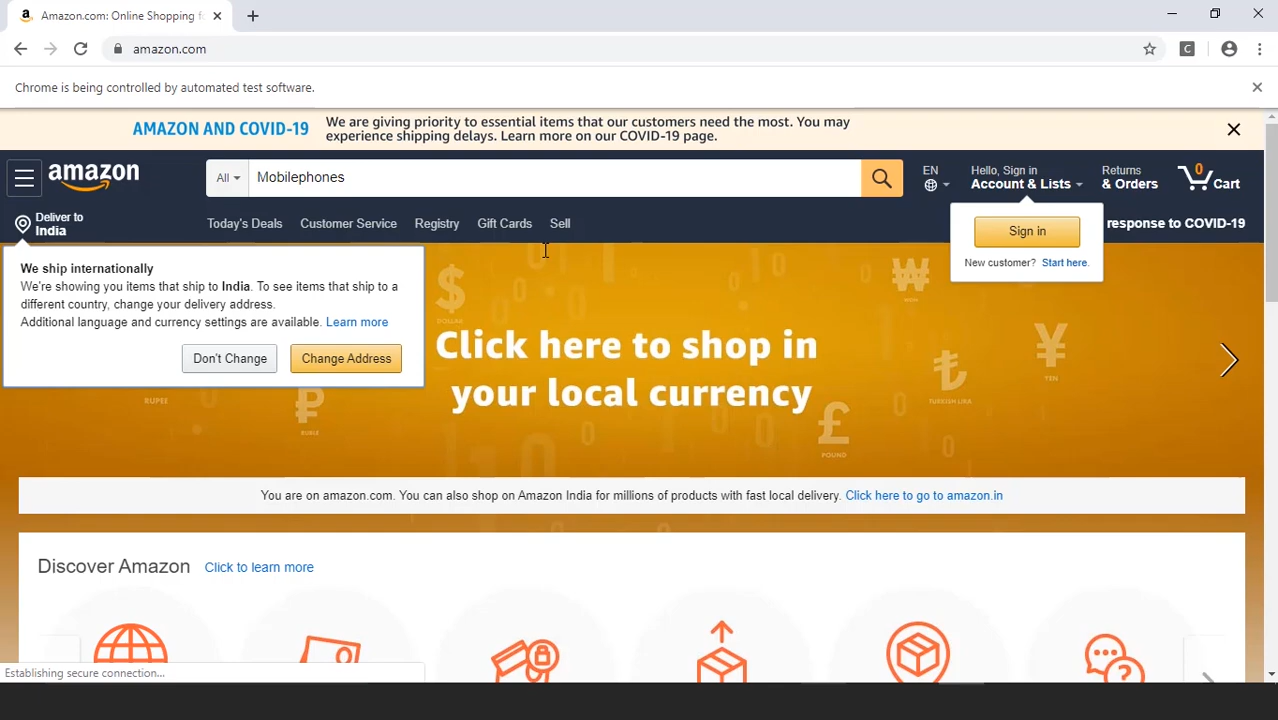 Amazon.com: Online Shopping f
amazon.com
Chrome is being controlled by automated test software.
AMAZON AND COVID-19
We are giving priority to essential items that our customers need the most. You may
experience shipping delays. Learn more on our COVID-19 page.
amazon
All
Mobilephones
EN
Hello, Sign in
Account & Lists
Returns
& Orders
0
Cart
Deliver to
India
Today's Deals
Customer Service
Registry
Gift Cards
Sell
response to COVID-19
Sign in
New customer? Start here.
We ship internationally
We're showing you items that ship to India. To see items that ship to a
different country, change your delivery address.
Additional language and currency settings are available. Learn more
Don't Change
Change Address
Click here to shop in
your local currency
$
DOLLAR
₩
WON
¥
YEN
₺
TURKISH LIRA
£
POUND
RUPEE
₽
RUBLE
You are on amazon.com. You can also shop on Amazon India for millions of products with fast local delivery. Click here to go to amazon.in
Discover Amazon
Click to learn more
Establishing secure connection...